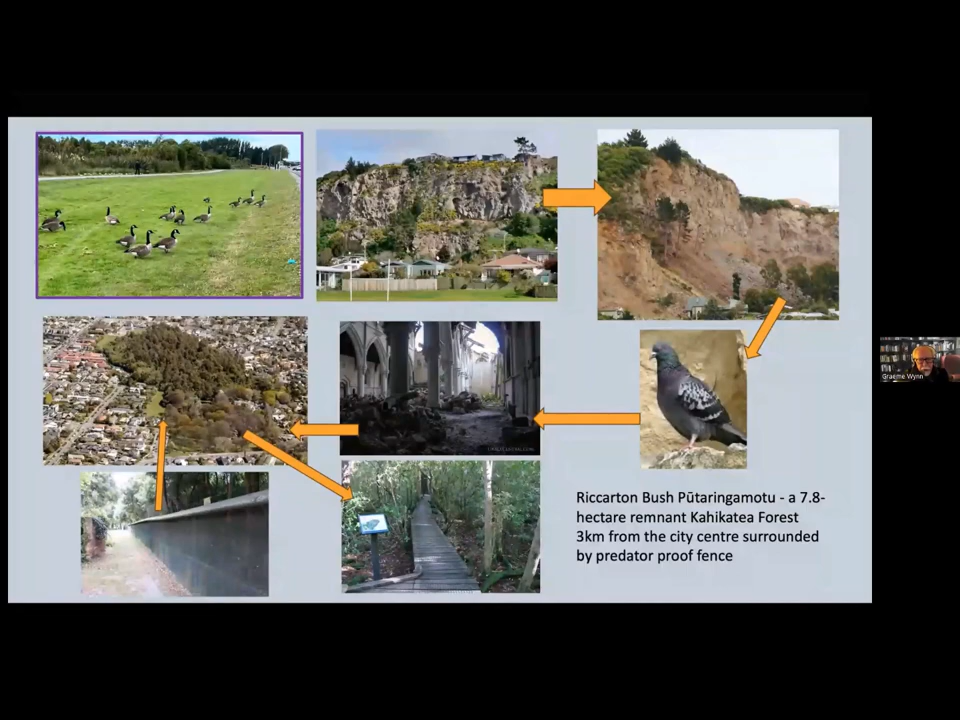 Riccarton Bush Pūtaringamotu - a 7.8-
hectare remnant Kahikatea Forest
3km from the city centre surrounded
by predator proof fence
Graeme Wynn